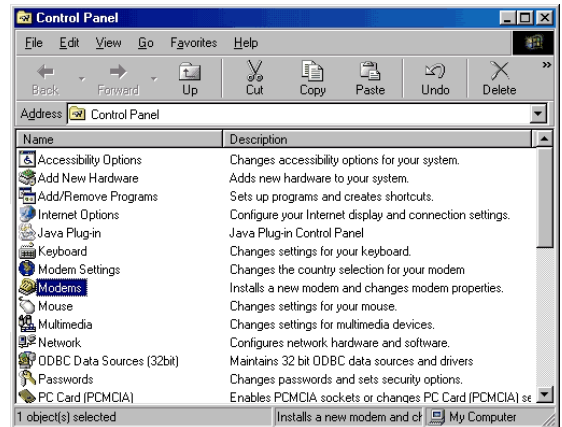 Control Panel
File Edit View Go Favorites Help
Back Forward Up Cut Copy Paste Undo Delete »
Address Control Panel
Name Description
Accessibility Options Changes accessibility options for your system.
Add New Hardware Adds new hardware to your system.
Add/Remove Programs Sets up programs and creates shortcuts.
Internet Options Configure your Internet display and connection settings.
Java Plug-in Java Plug-in Control Panel
Keyboard Changes settings for your keyboard.
Modem Settings Changes the country selection for your modem
Modems Installs a new modem and changes modem properties.
Mouse Changes settings for your mouse.
Multimedia Changes settings for multimedia devices.
Network Configures network hardware and software.
ODBC Data Sources (32bit) Maintains 32 bit ODBC data sources and drivers
Passwords Changes passwords and sets security options.
PC Card (PCMCIA) Enables PCMCIA sockets or changes PC Card (PCMCIA) se
1 object(s) selected Installs a new modem and ch My Computer